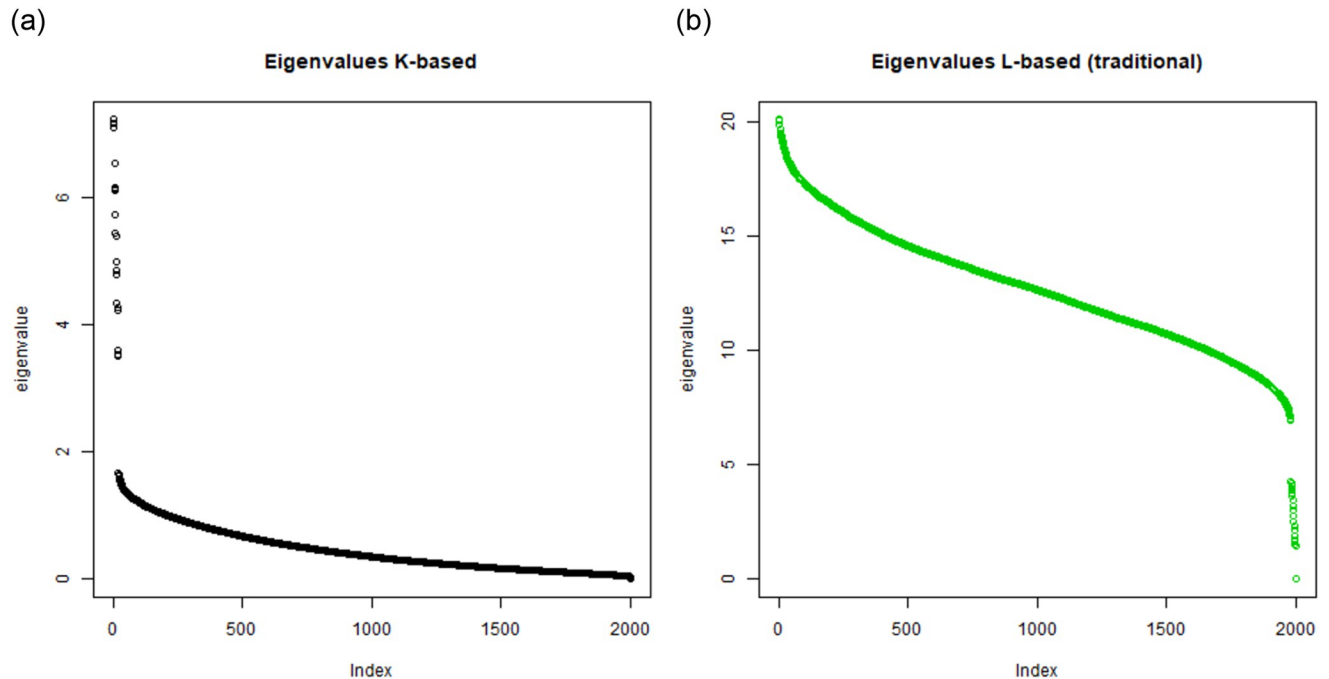 (a)
Eigenvalues K-based
eigenvalue
6
4
2
0
0 500 1000 1500 2000
Index
(b)
Eigenvalues L-based (traditional)
eigenvalue
20
15
10
5
0
0 500 1000 1500 2000
Index